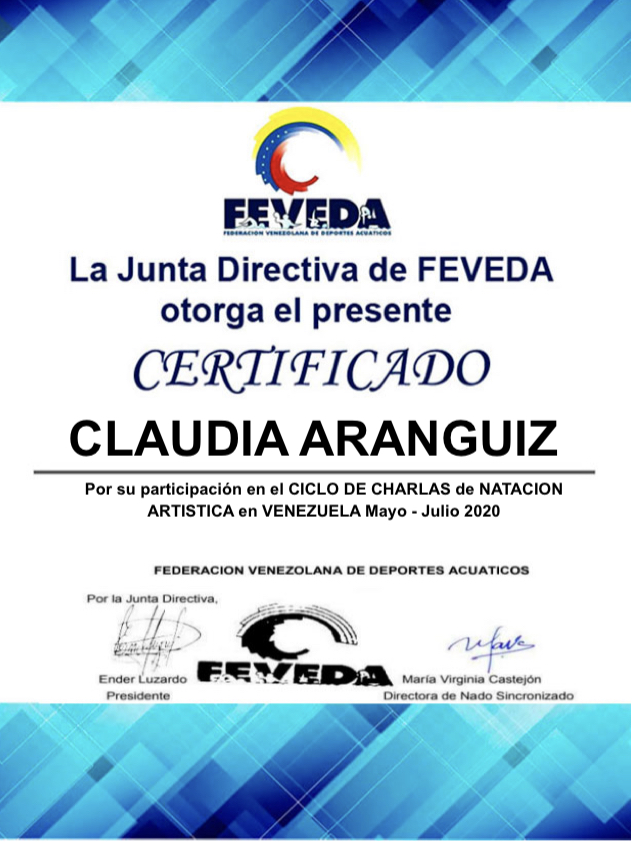 FEVEDA
FEDERACION VENEZOLANA DE DEPORTES ACUATICOS
La Junta Directiva de FEVEDA
otorga el presente
CERTIFICADO
CLAUDIA ARANGUIZ
Por su participación en el CICLO DE CHARLAS de NATACION
ARTISTICA en VENEZUELA Mayo - Julio 2020
FEDERACION VENEZOLANA DE DEPORTES ACUATICOS
Por la Junta Directiva,
FEVEDA
Ender Luzardo
Presidente
María Virginia Castejón
Directora de Nado Sincronizado